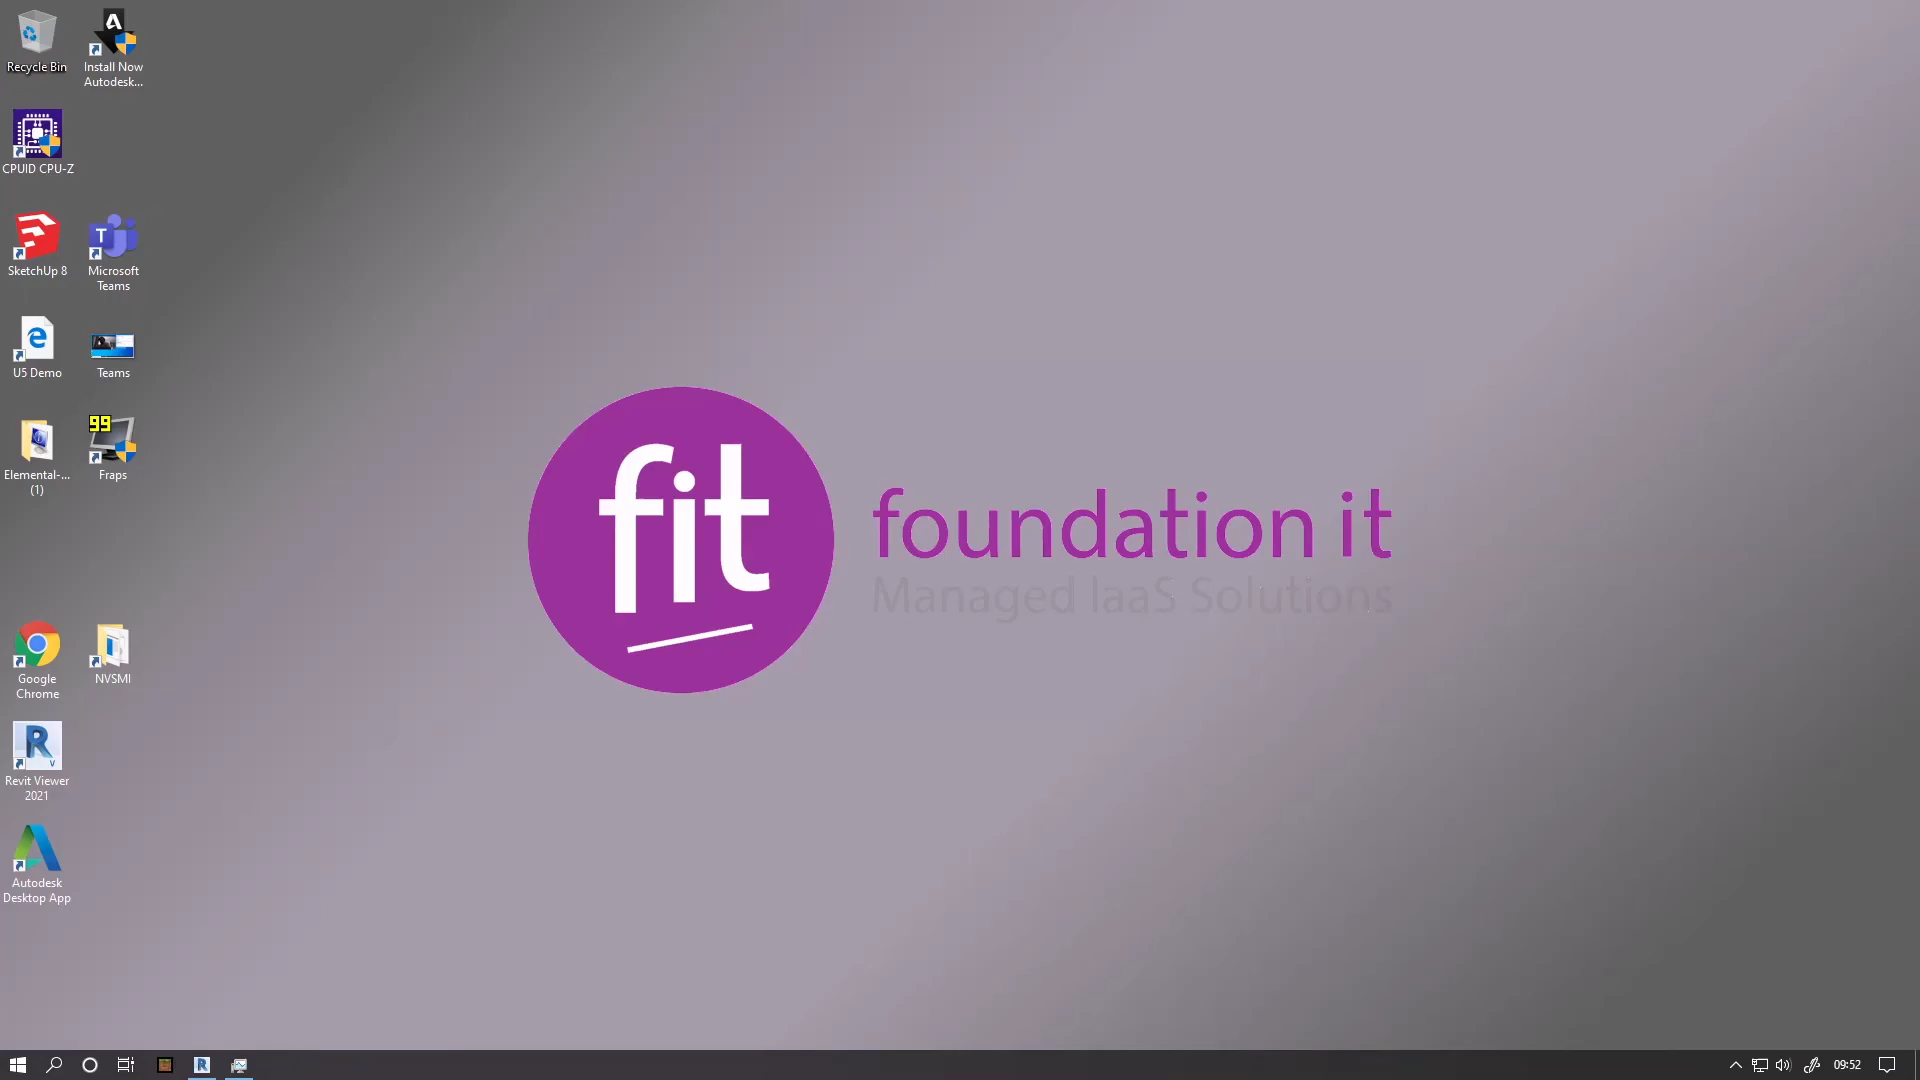 Recycle Bin
Install Now
Autodesk...
CPUID CPU-Z
SketchUp 8
T
Microsoft
Teams
e
U5 Demo
Teams
Elemental-...
(1)
99
Fraps
Google
Chrome
NVSMI
R
V
Revit Viewer
2021
Autodesk
Desktop App
fit
foundation it
Managed IaaS Solutions
R
09:52